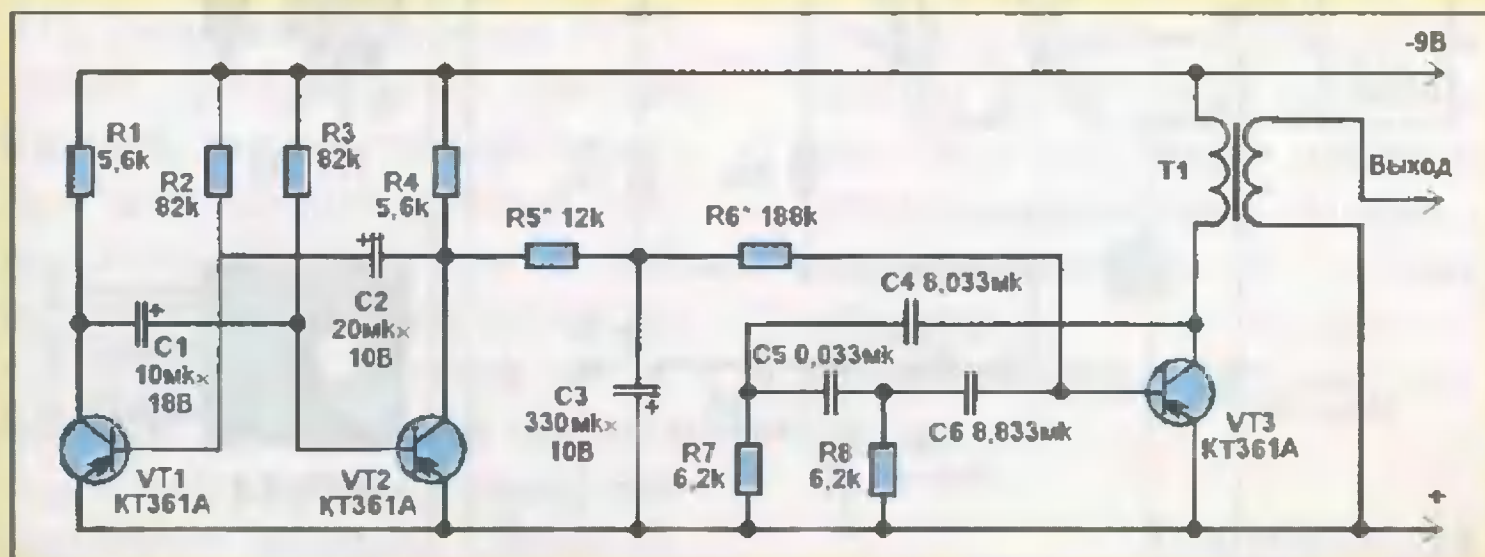 -9В
R1
5,6k
R2
82k
R3
82k
R4
5,6k
R5* 12k
R6* 188k
T1
Выход
C1
10мк×
18В
C2
20мк×
10В
C3
330мк×
10В
C4 8,033мк
C5 0,033мк
C6 8,833мк
R7
6,2k
R8
6,2k
VT1
КТ361А
VT2
КТ361А
VT3
КТ361А
+
+
+
+